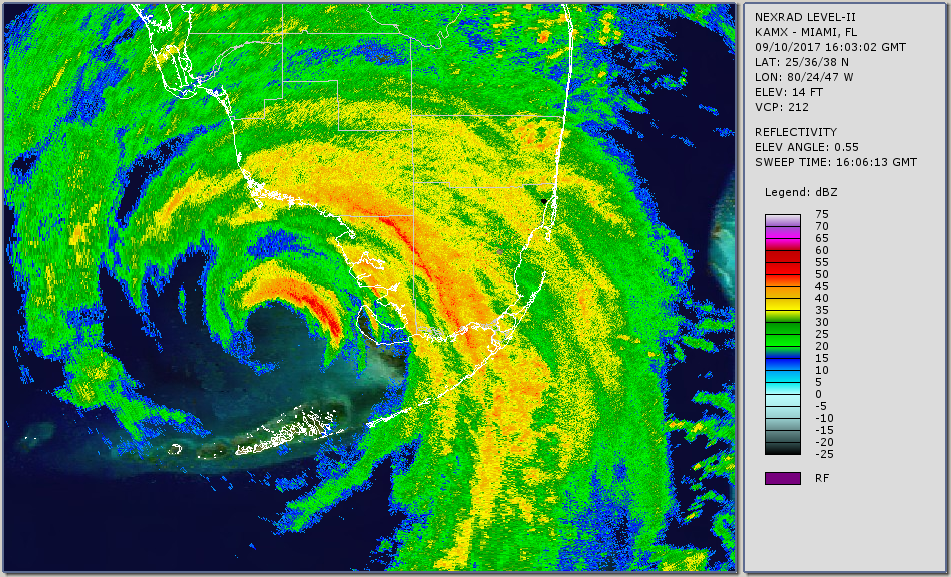 NEXRAD LEVEL-II
KAMX - MIAMI, FL
09/10/2017 16:03:02 GMT
LAT: 25/36/38 N
LON: 80/24/47 W
ELEV: 14 FT
VCP: 212
REFLECTIVITY
ELEV ANGLE: 0.55
SWEEP TIME: 16:06:13 GMT
Legend: dBZ
75
70
65
60
55
50
45
40
35
30
25
20
15
10
5
0
-5
-10
-15
-20
-25
RF